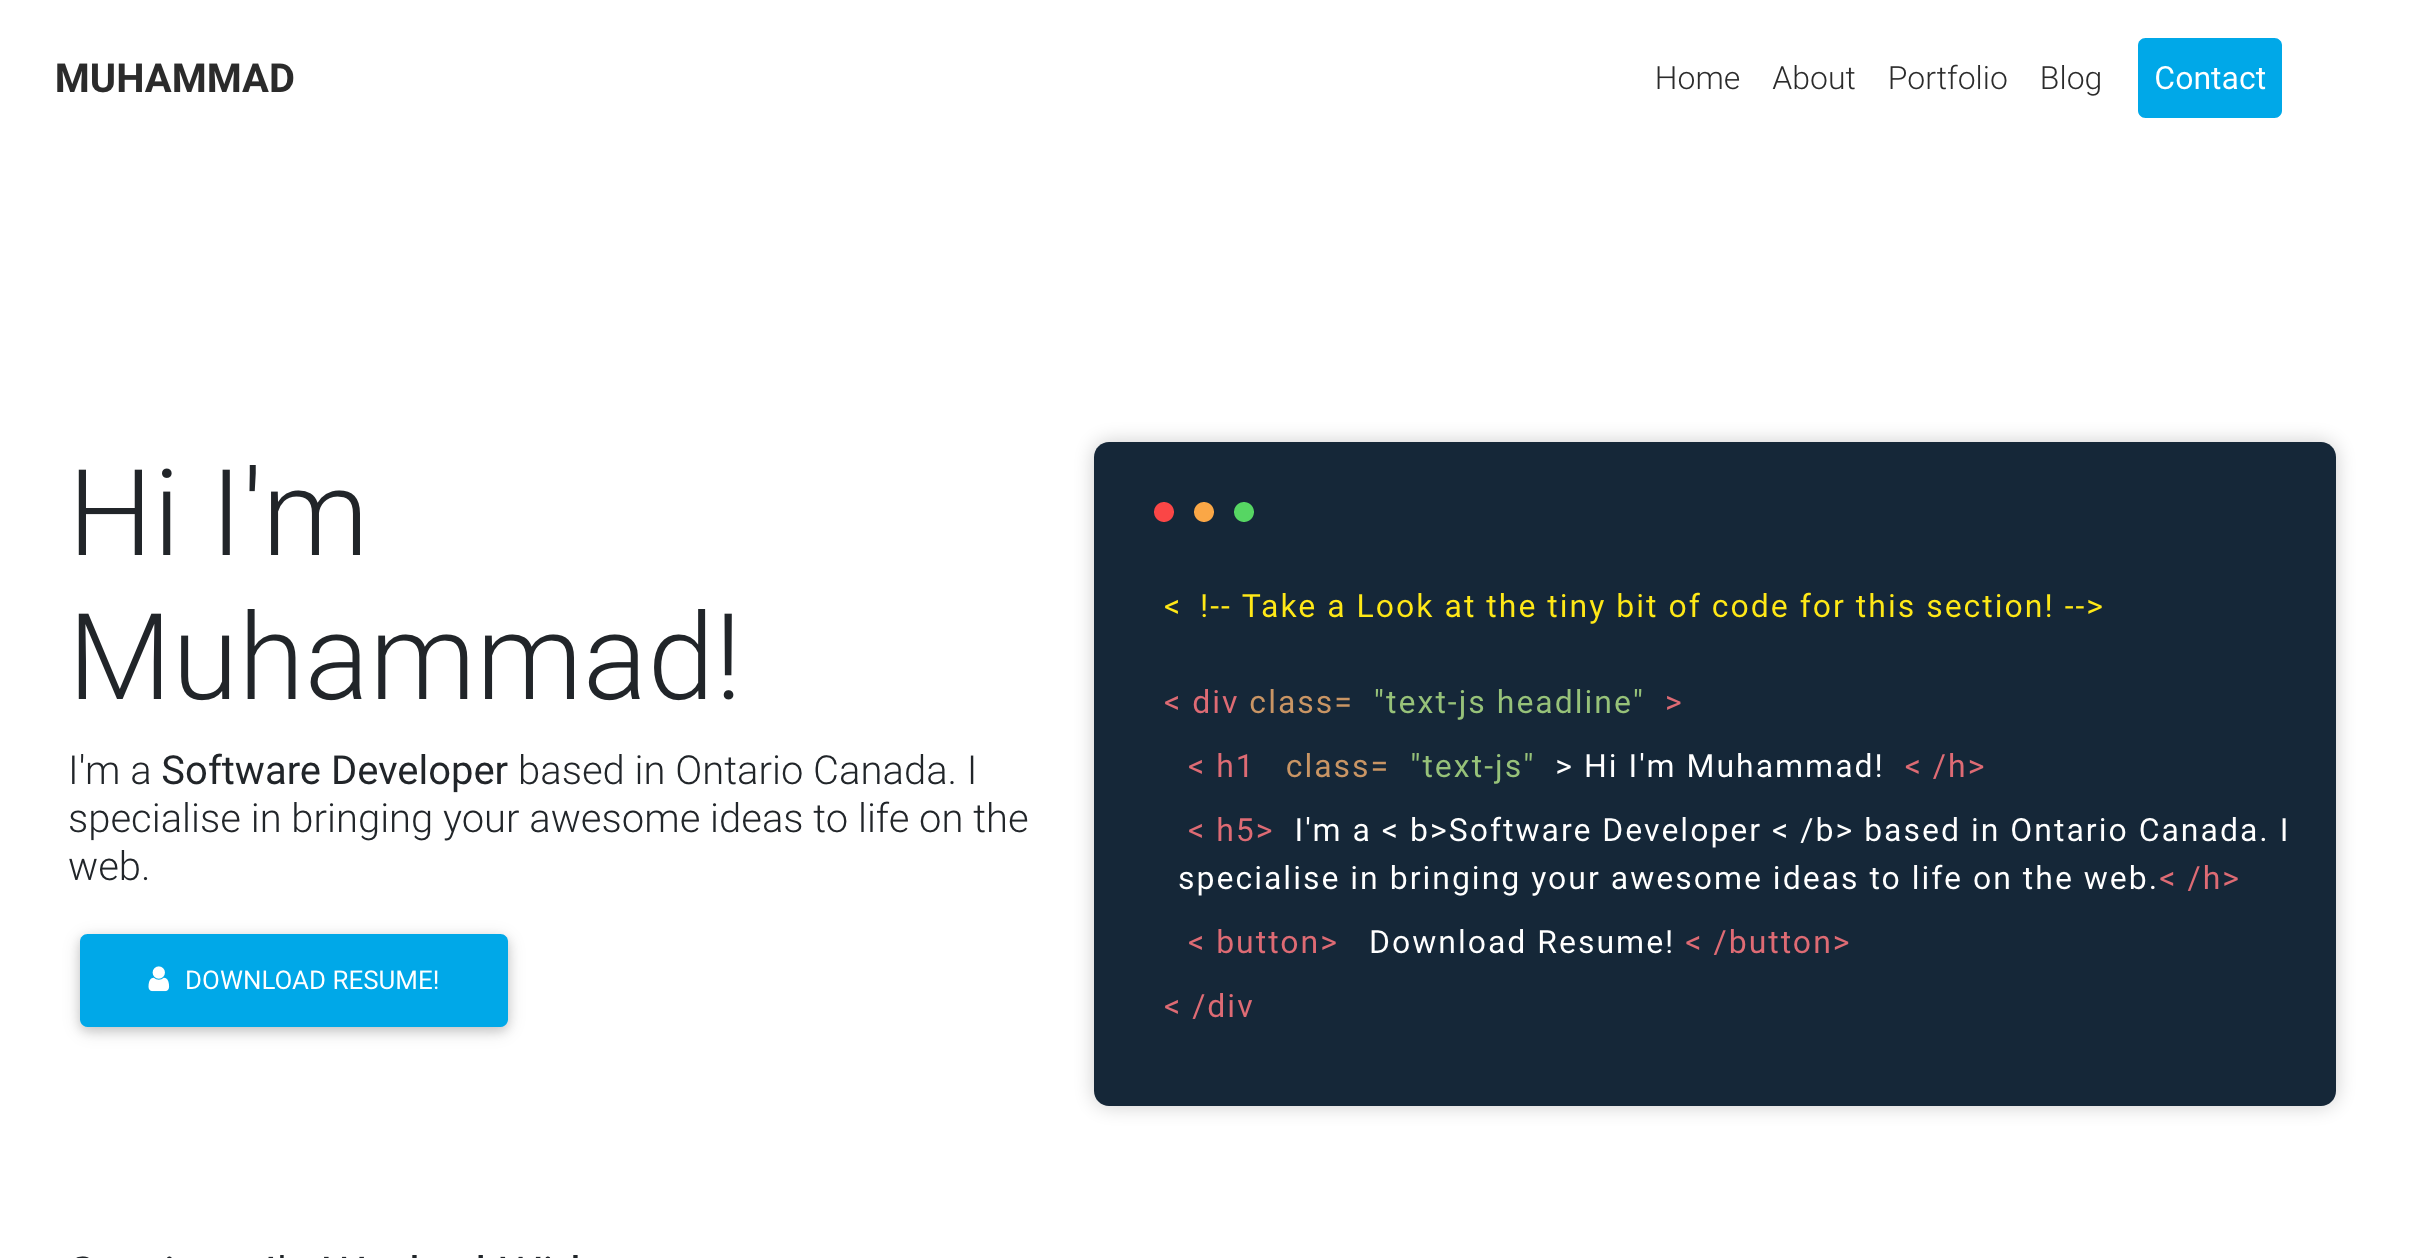 MUHAMMAD
Home About Portfolio Blog Contact
Hi I'm
Muhammad!
I'm a Software Developer based in Ontario Canada. I
specialise in bringing your awesome ideas to life on the
web.
DOWNLOAD RESUME!
< !-- Take a Look at the tiny bit of code for this section! -->
< div class= "text-js headline" >
< h1 class= "text-js" > Hi I'm Muhammad! < /h>
< h5> I'm a < b>Software Developer < /b> based in Ontario Canada. I
specialise in bringing your awesome ideas to life on the web.< /h>
< button> Download Resume! < /button>
< /div